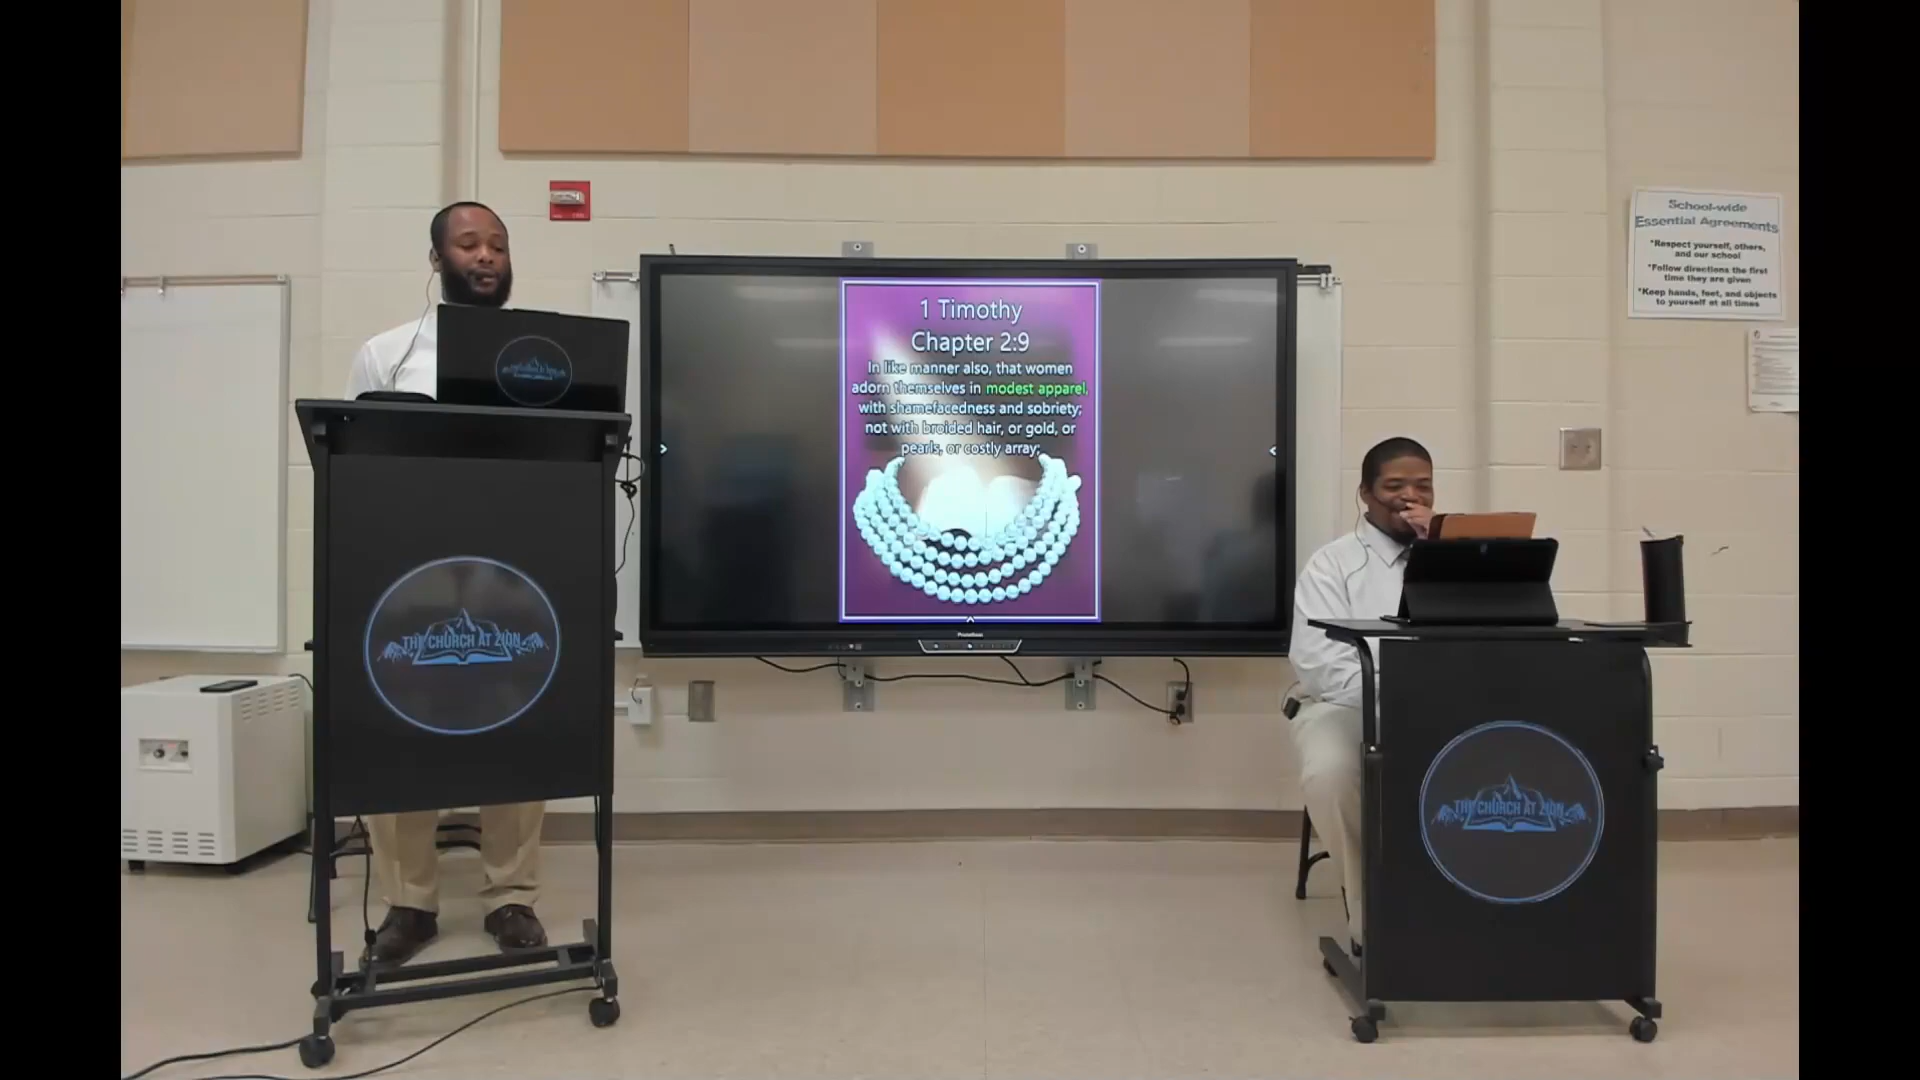 1 Timothy
Chapter 2:9
In like manner also, that women
adorn themselves in modest apparel,
with shamefacedness and sobriety;
not with broided hair, or gold, or
pearls, or costly array;
THE CHURCH AT ZION
THE CHURCH AT ZION
School-wide
Essential Agreements
*Respect yourself, others,
and our school
*Follow directions the first
time they are given
*Keep hands, feet, and objects
to yourself at all times
Promethean